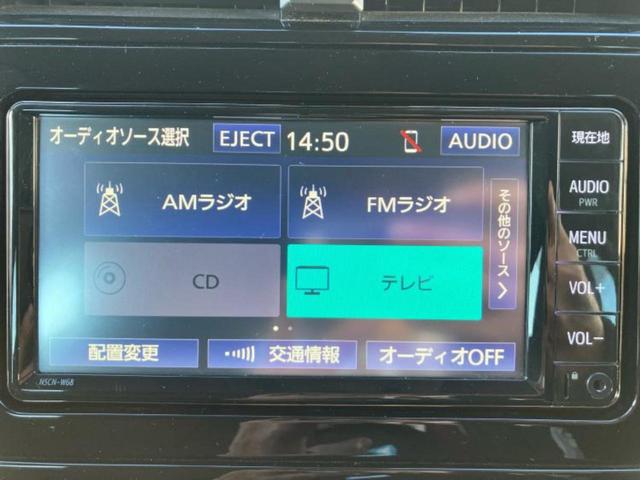 オーディオソース選択 EJECT 14:50 AUDIO
AMラジオ FMラジオ
CD テレビ
その他のソース
配置変更 交通情報 オーディオOFF
NSCN-W68
現在地
AUDIO
PWR
MENU
CTRL
VOL+
VOL-